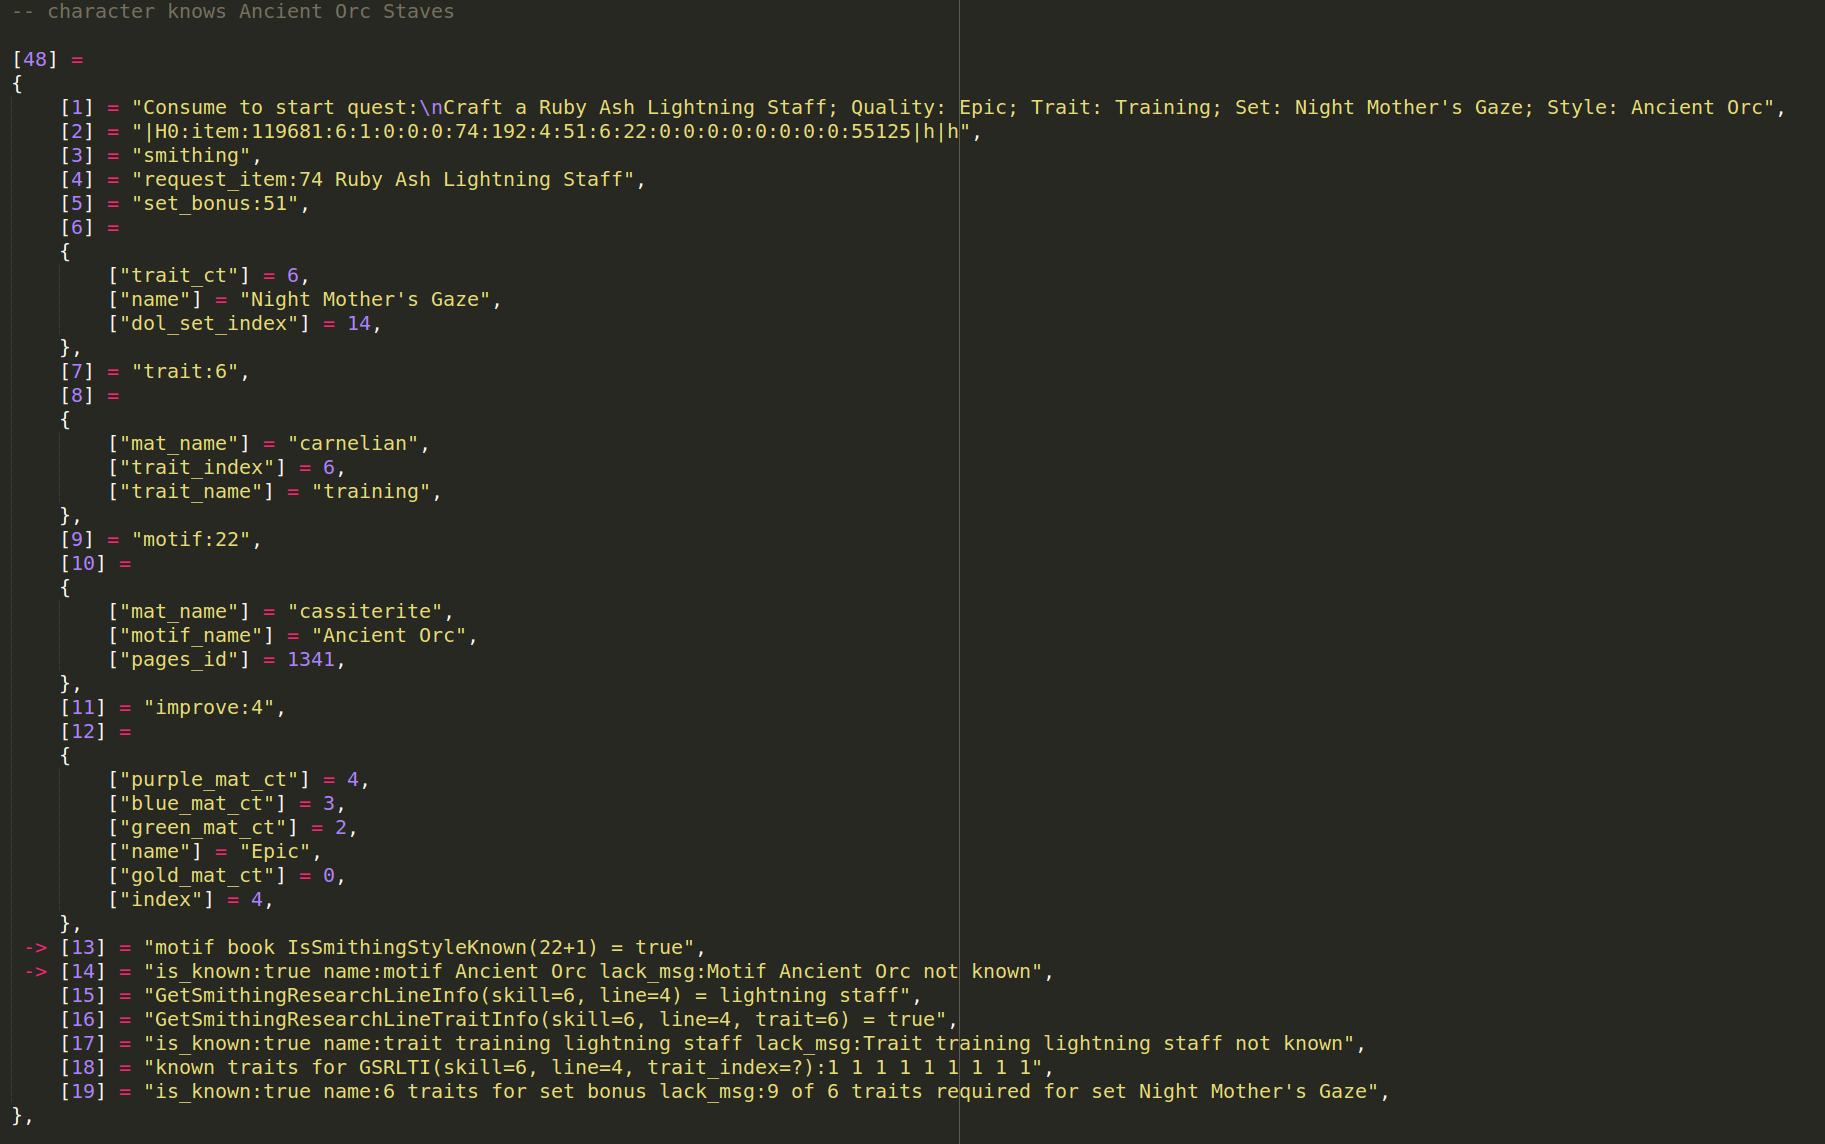 -- character knows Ancient Orc Staves
[48] =
{
    [1] = "Consume to start quest:\nCraft a Ruby Ash Lightning Staff; Quality: Epic; Trait: Training; Set: Night Mother's Gaze; Style: Ancient Orc",
    [2] = "|H0:item:119681:6:1:0:0:0:74:192:4:51:6:22:0:0:0:0:0:0:0:0:55125|h|h",
    [3] = "smithing",
    [4] = "request_item:74 Ruby Ash Lightning Staff",
    [5] = "set_bonus:51",
    [6] =
    {
        ["trait_ct"] = 6,
        ["name"] = "Night Mother's Gaze",
        ["dol_set_index"] = 14,
    },
    [7] = "trait:6",
    [8] =
    {
        ["mat_name"] = "carnelian",
        ["trait_index"] = 6,
        ["trait_name"] = "training",
    },
    [9] = "motif:22",
    [10] =
    {
        ["mat_name"] = "cassiterite",
        ["motif_name"] = "Ancient Orc",
        ["pages_id"] = 1341,
    },
    [11] = "improve:4",
    [12] =
    {
        ["purple_mat_ct"] = 4,
        ["blue_mat_ct"] = 3,
        ["green_mat_ct"] = 2,
        ["name"] = "Epic",
        ["gold_mat_ct"] = 0,
        ["index"] = 4,
    },
 -> [13] = "motif book IsSmithingStyleKnown(22+1) = true",
 -> [14] = "is_known:true name:motif Ancient Orc lack_msg:Motif Ancient Orc not known",
    [15] = "GetSmithingResearchLineInfo(skill=6, line=4) = lightning staff",
    [16] = "GetSmithingResearchLineTraitInfo(skill=6, line=4, trait=6) = true",
    [17] = "is_known:true name:trait training lightning staff lack_msg:Trait training lightning staff not known",
    [18] = "known traits for GSRLTI(skill=6, line=4, trait_index=?):1 1 1 1 1 1 1 1 1",
    [19] = "is_known:true name:6 traits for set bonus lack_msg:9 of 6 traits required for set Night Mother's Gaze",
},